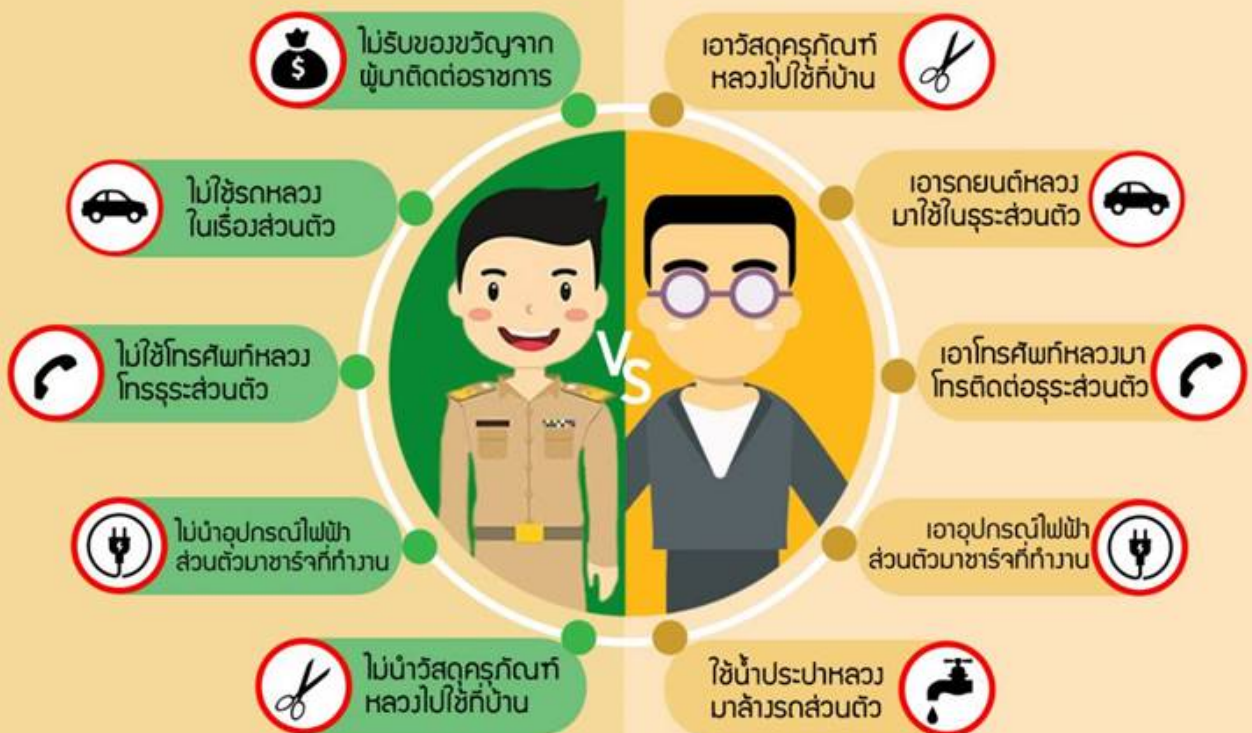 ไม่รับของขวัญจาก
ผู้มาติดต่อราชการ
ไม่ใช้รถหลวง
ในเรื่องส่วนตัว
ไม่ใช้โทรศัพท์หลวง
โทรธุระส่วนตัว
ไม่นำอุปกรณ์ไฟฟ้า
ส่วนตัวมาชาร์จที่ทำงาน
ไม่นำวัสดุครุภัณฑ์
หลวงไปใช้ที่บ้าน
VS
เอาวัสดุครุภัณฑ์
หลวงไปใช้ที่บ้าน
เอารถยนต์หลวง
มาใช้ในธุระส่วนตัว
เอาโทรศัพท์หลวงมา
โทรติดต่อธุระส่วนตัว
เอาอุปกรณ์ไฟฟ้า
ส่วนตัวมาชาร์จที่ทำงาน
ใช้น้ำประปาหลวง
มาล้างรถส่วนตัว